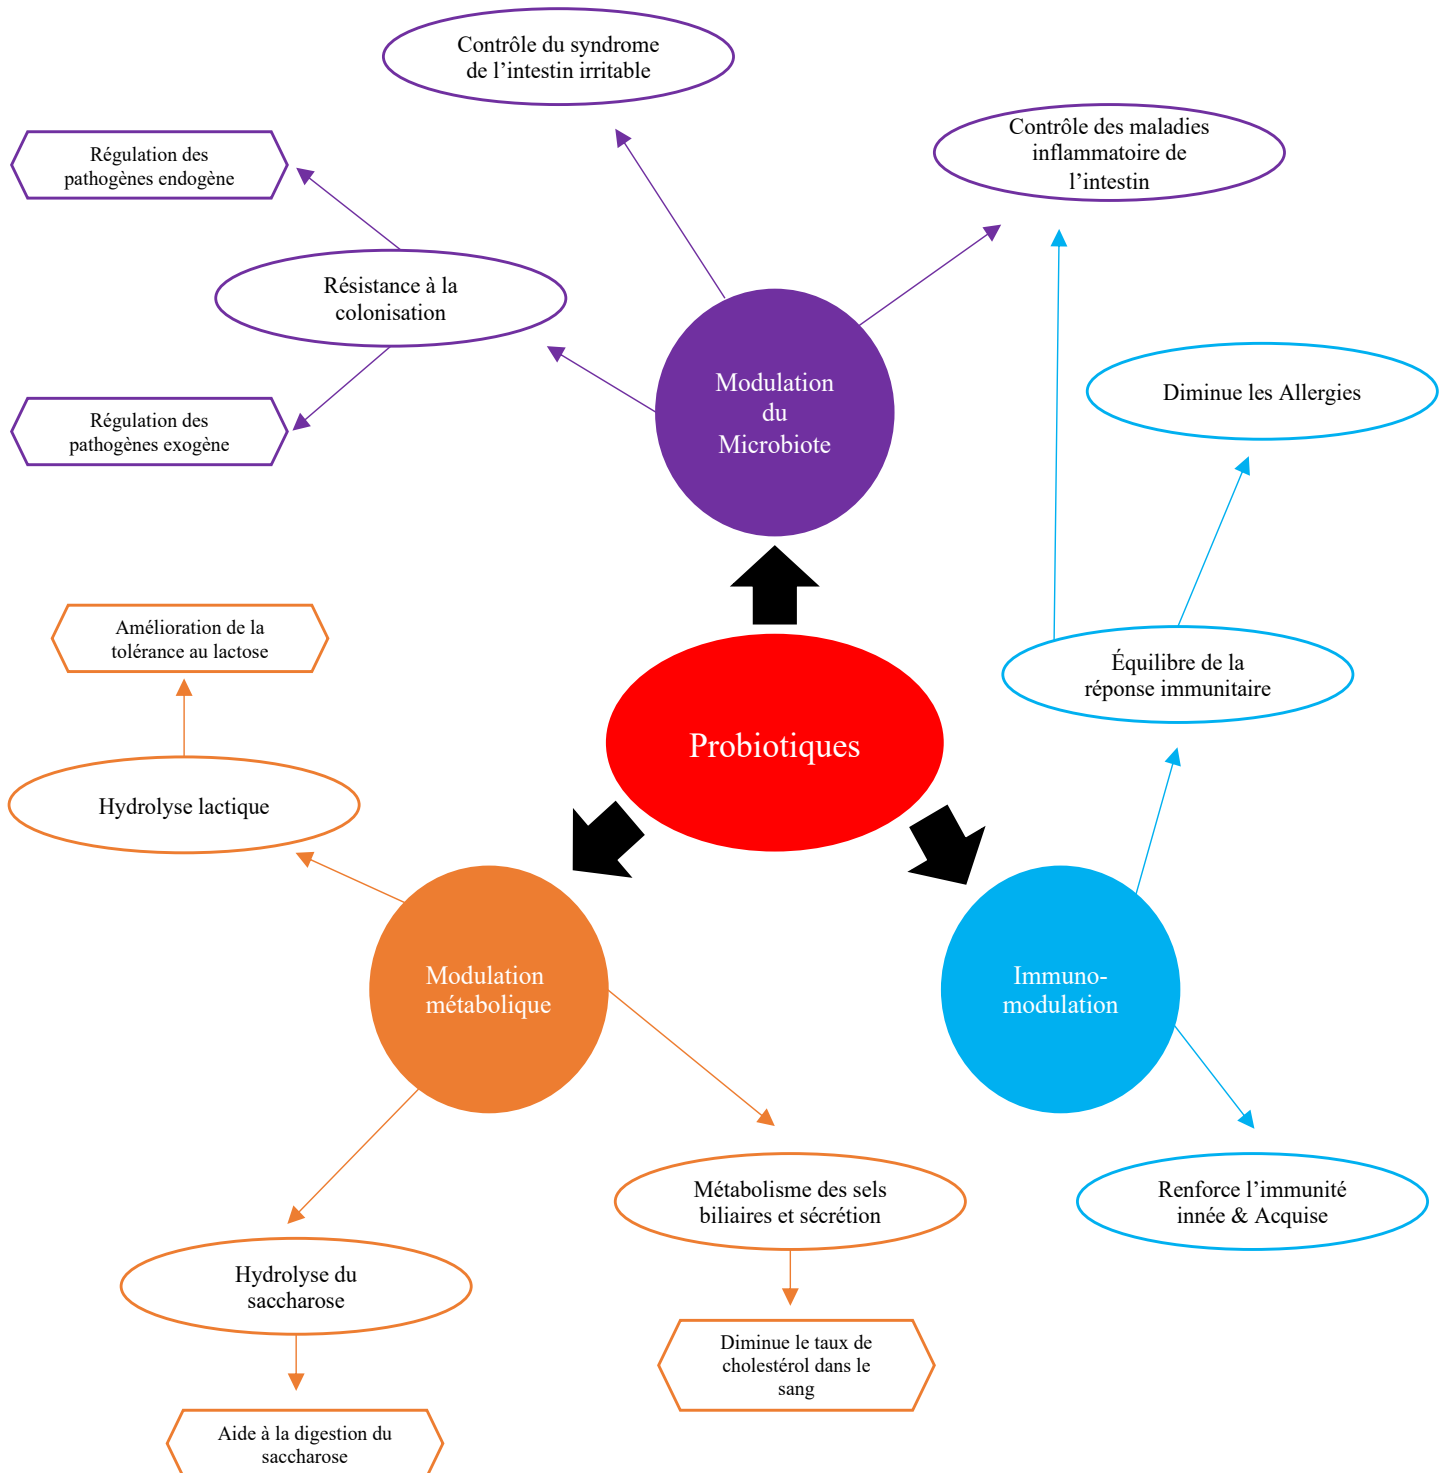 Contrôle du syndrome
de l’intestin irritable
Contrôle des maladies
inflammatoire de
l’intestin
Régulation des
pathogènes endogène
Résistance à la
colonisation
Régulation des
pathogènes exogène
Modulation
du
Microbiote
Diminue les Allergies
Amélioration de la
tolérance au lactose
Équilibre de la
réponse immunitaire
Probiotiques
Hydrolyse lactique
Modulation
métabolique
Immuno-
modulation
Métabolisme des sels
biliaires et sécrétion
Renforce l’immunité
innée & Acquise
Hydrolyse du
saccharose
Diminue le taux de
cholestérol dans le
sang
Aide à la digestion du
saccharose